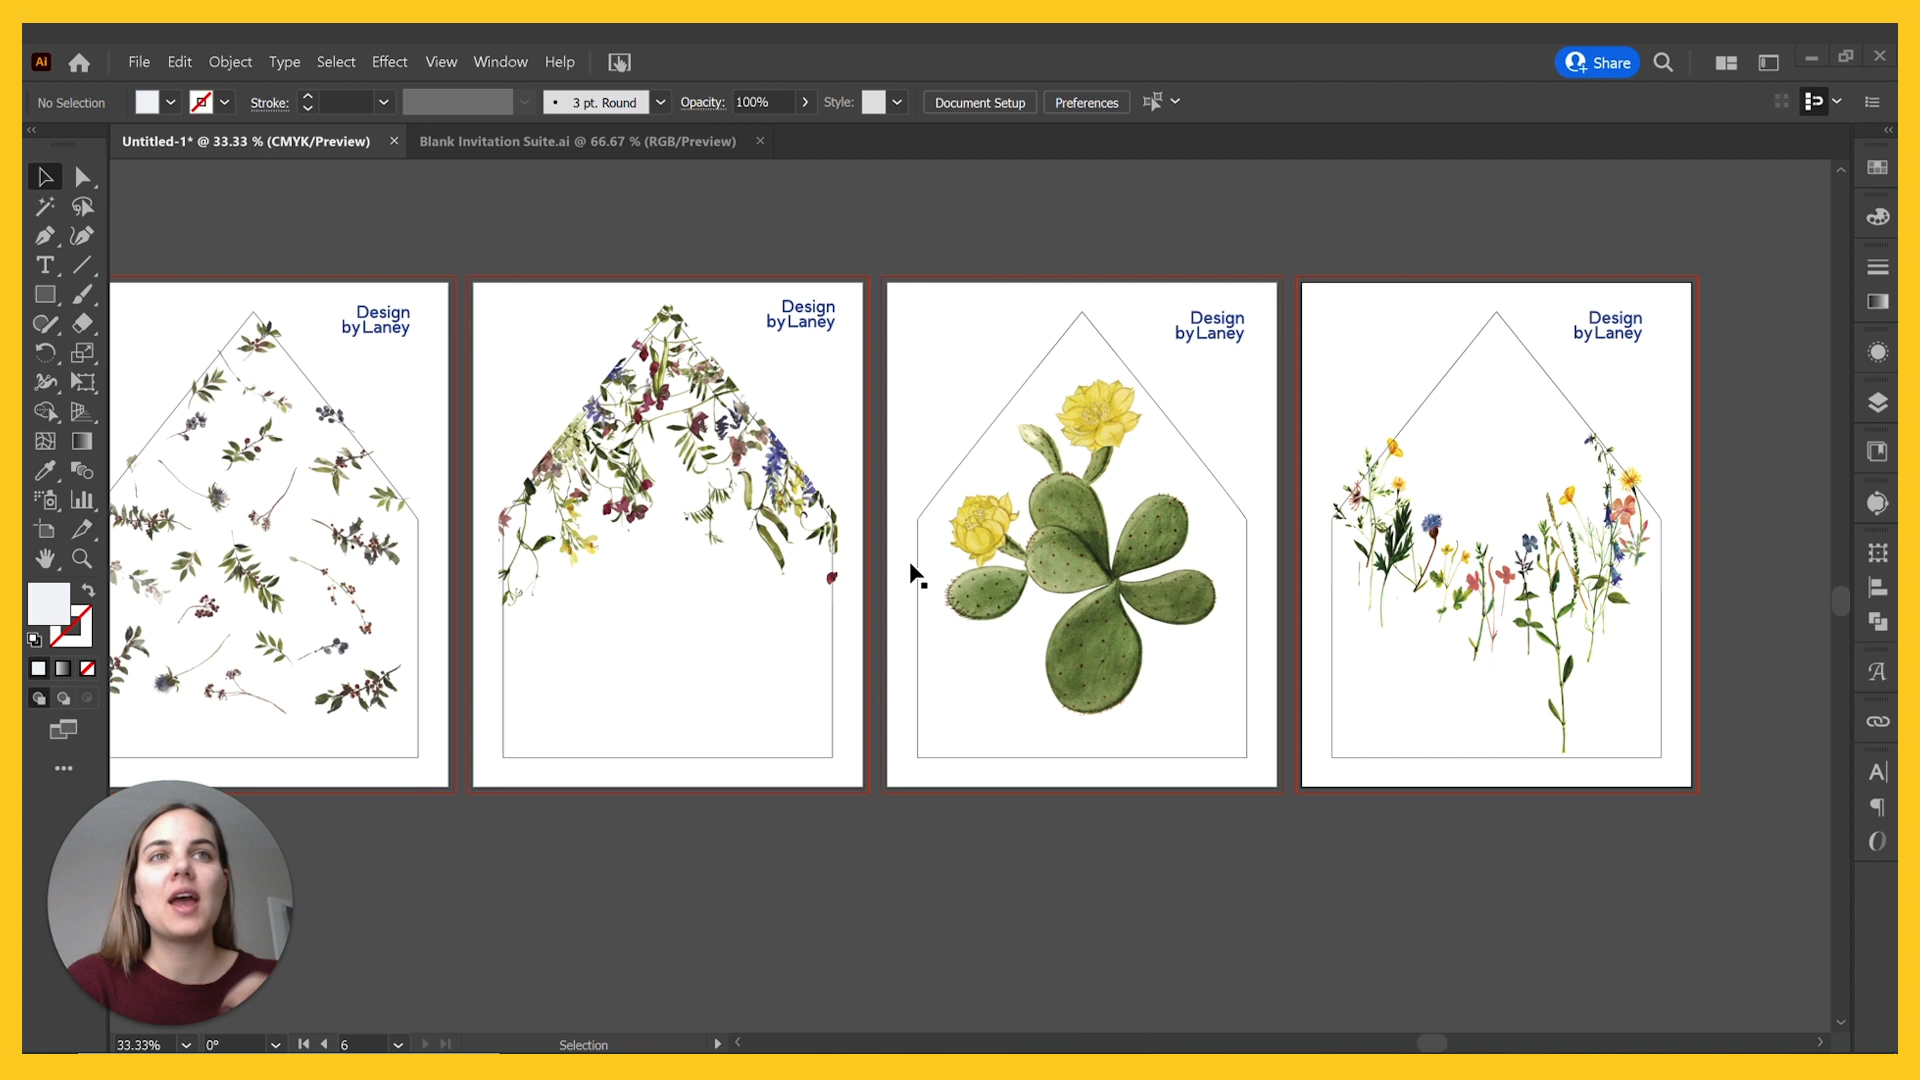 Ai
File Edit Object Type Select Effect View Window Help
Share
No Selection
Stroke:
3 pt. Round
Opacity: 100%
Style:
Document Setup
Preferences
Untitled-1* @ 33.33 % (CMYK/Preview)
Blank Invitation Suite.ai @ 66.67 % (RGB/Preview)
Design
by Laney
Design
by Laney
Design
by Laney
Design
by Laney
33.33%
0°
6
Selection